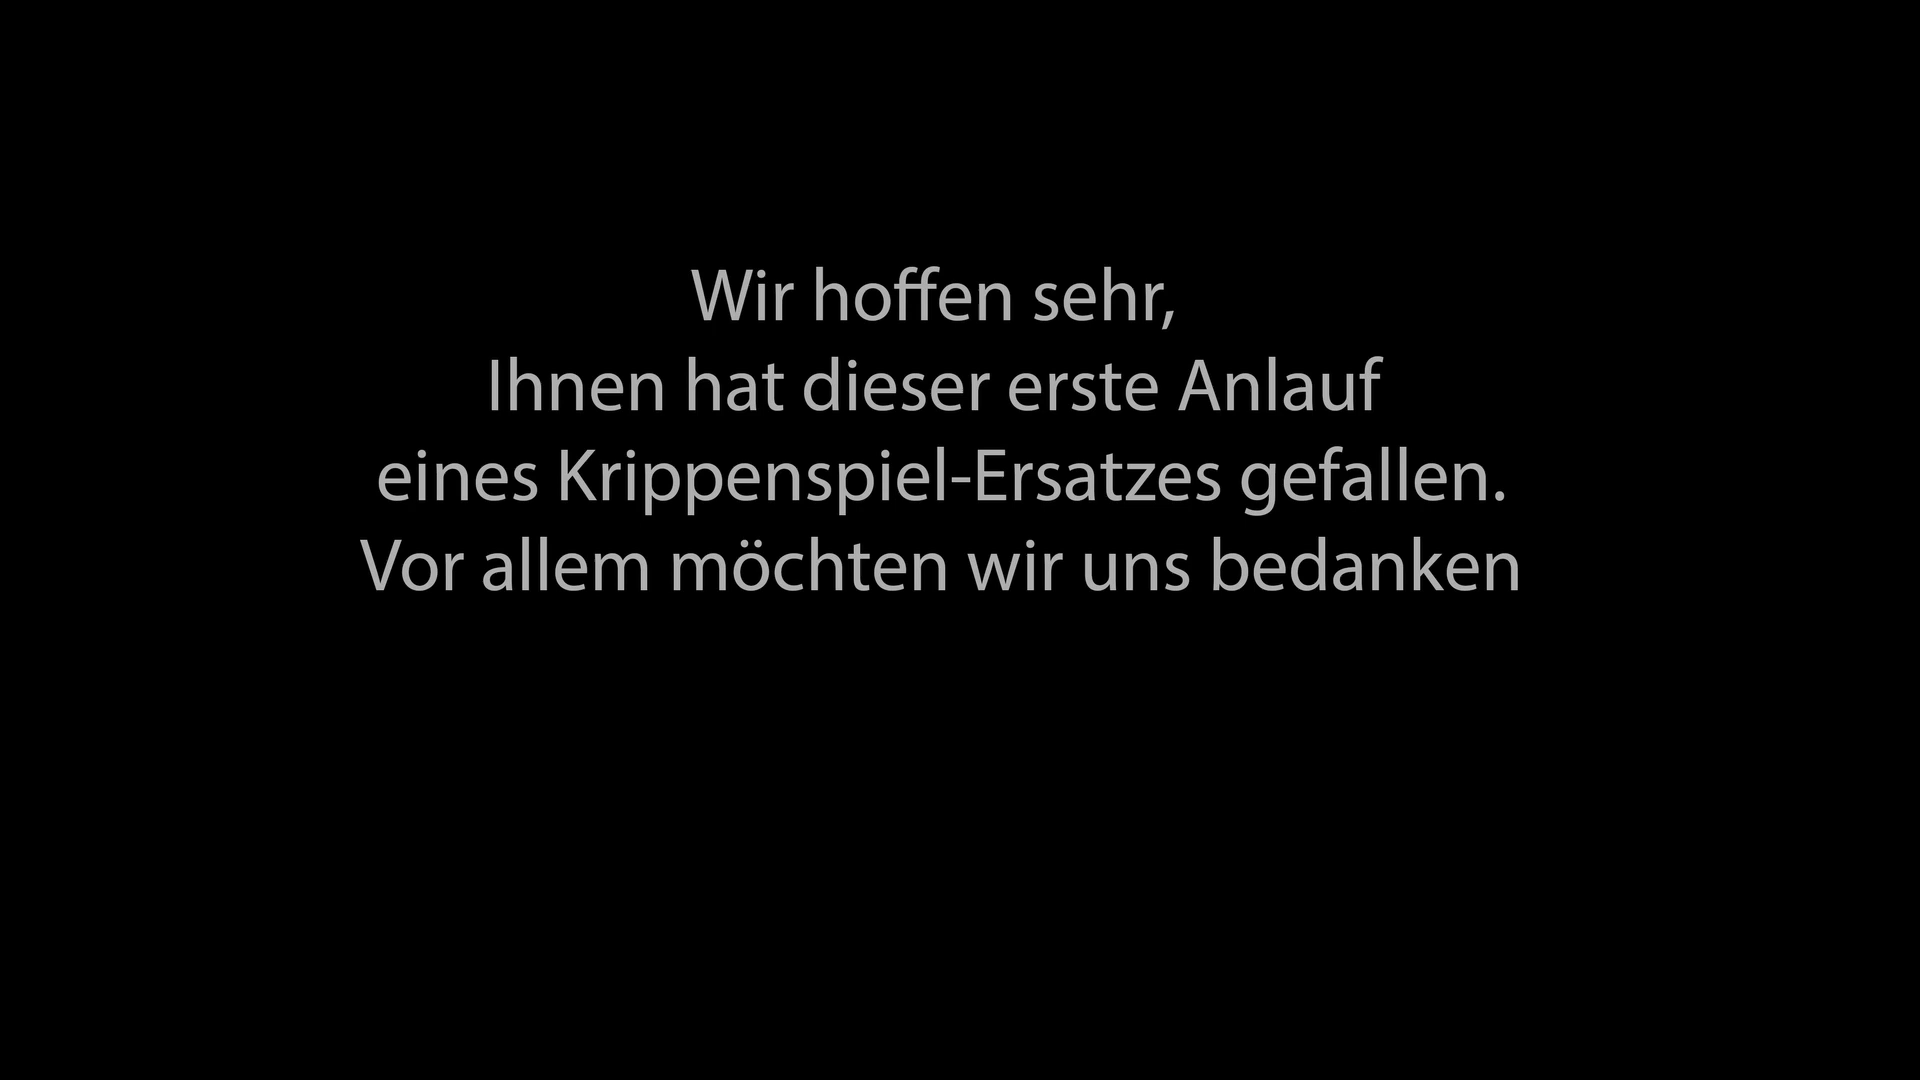 Wir hoffen sehr,
Ihnen hat dieser erste Anlauf
eines Krippenspiel-Ersatzes gefallen.
Vor allem möchten wir uns bedanken